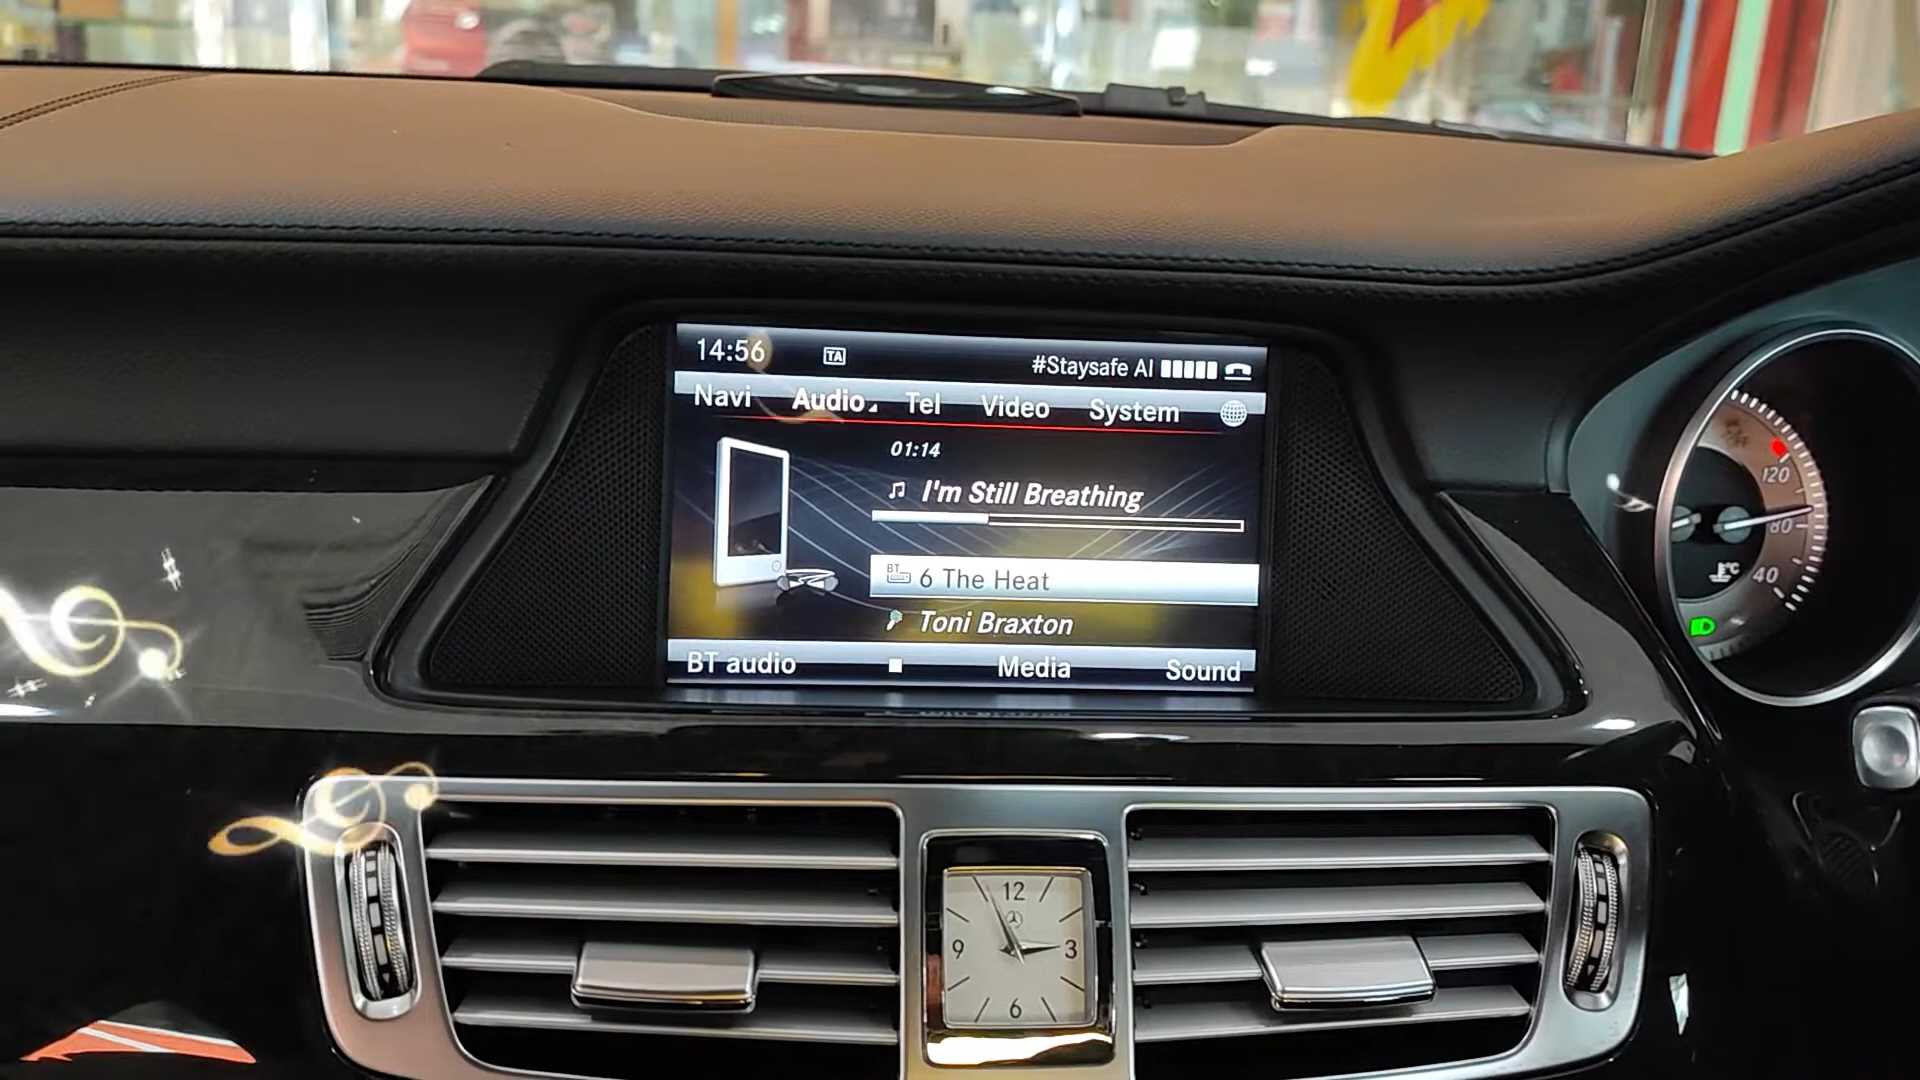 14:56 TA #Staysafe AI
Navi Audio Tel Video System
01:14
I'm Still Breathing
BT 6 The Heat
Toni Braxton
BT audio Media Sound
120
80
°C 40
12
9 3
6